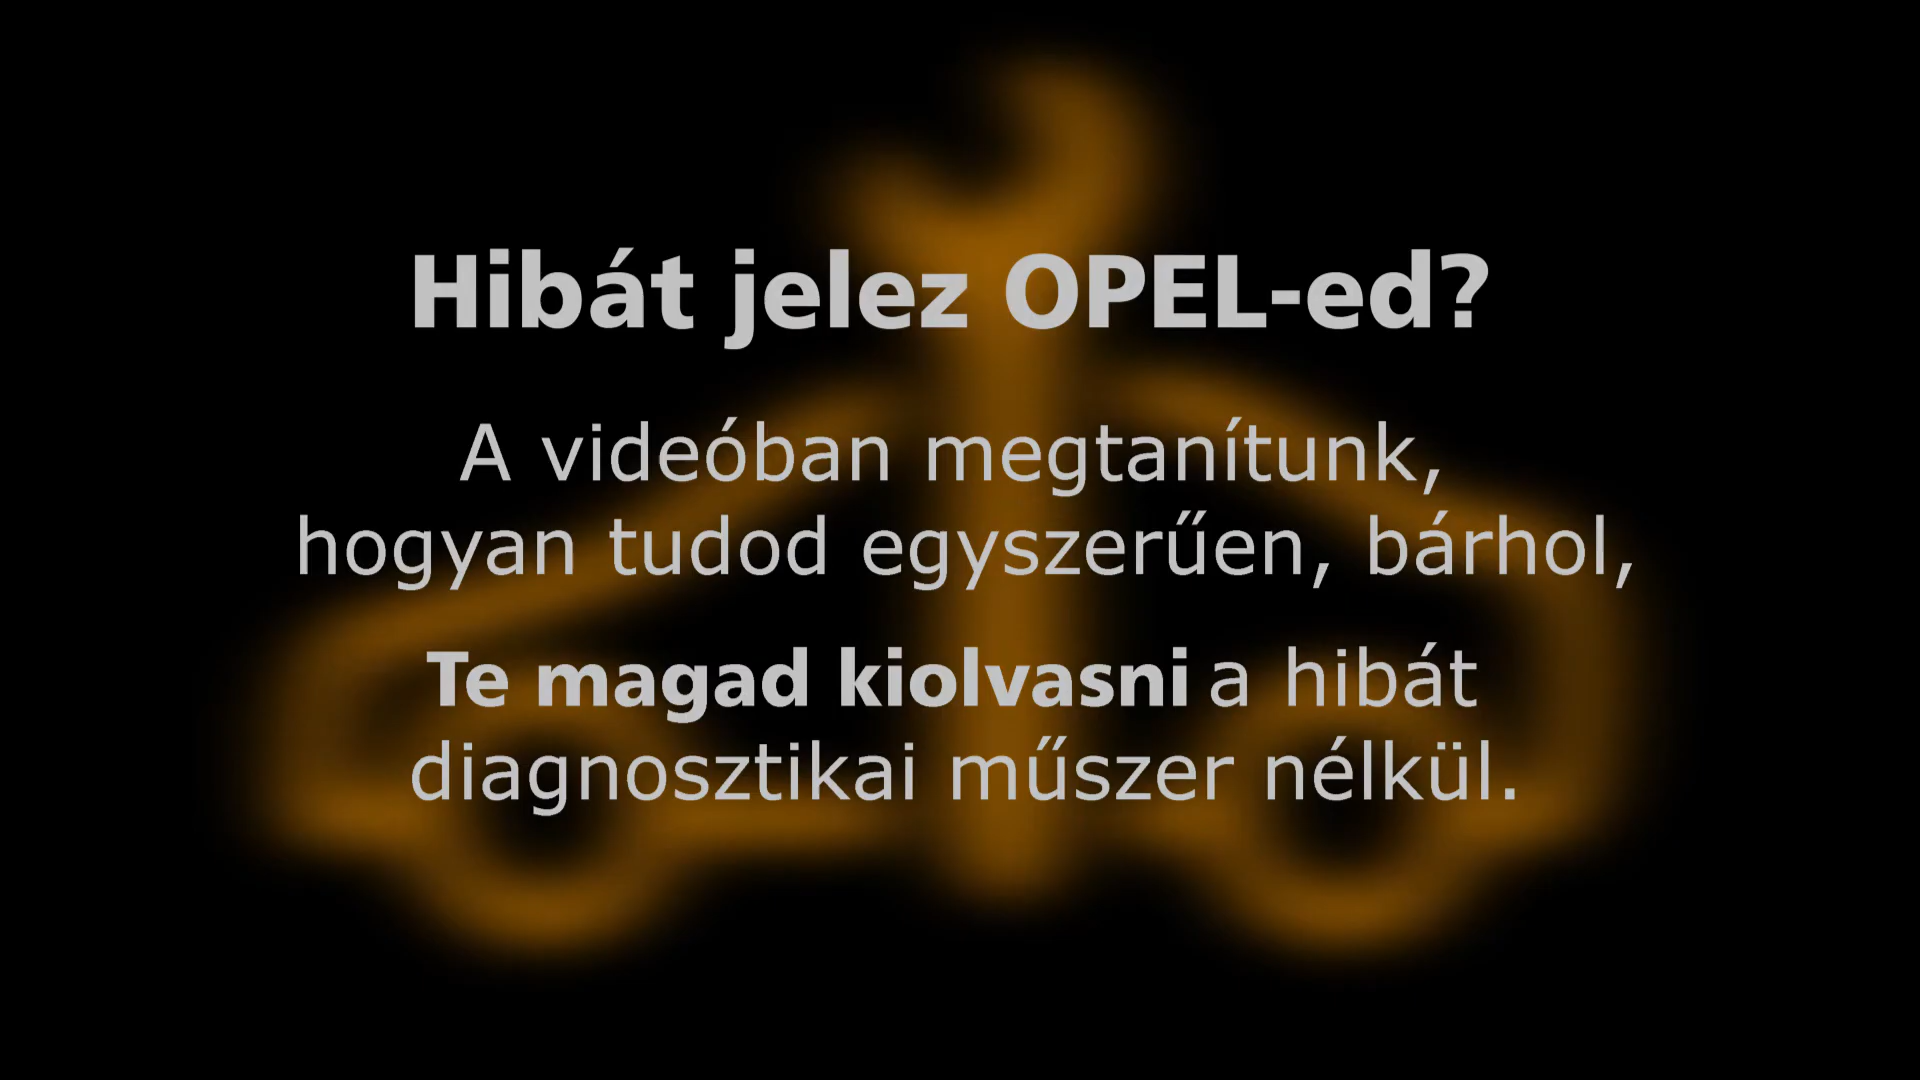 Hibát jelez OPEL-ed?
A videóban megtanítunk,
hogyan tudod egyszerűen, bárhol,
Te magad kiolvasni a hibát
diagnosztikai műszer nélkül.